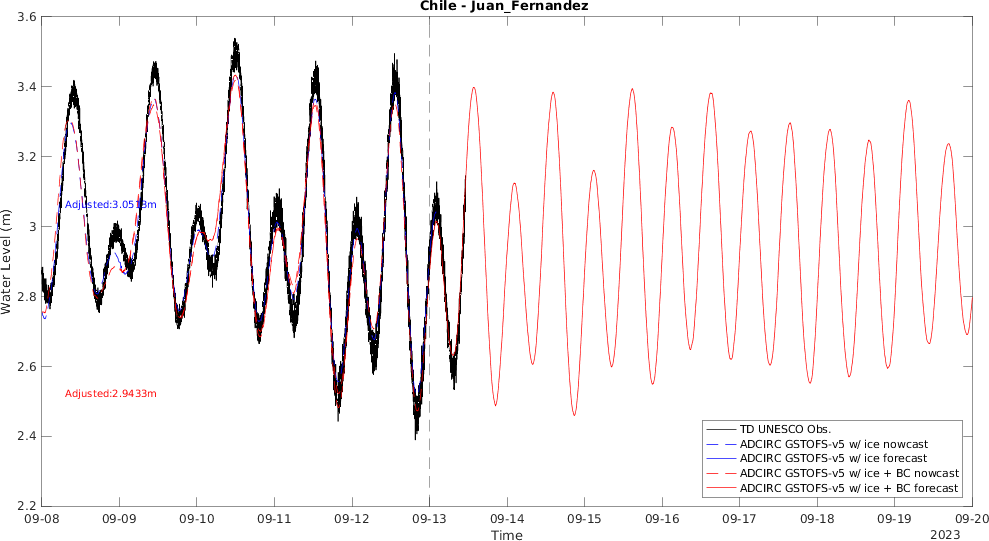 Chile - Juan_Fernandez
3.6
3.4
3.2
3
2.8
2.6
2.4
2.2
Water Level (m)
Adjusted:3.0513m
Adjusted:2.9433m
TD UNESCO Obs.
ADCIRC GSTOFS-v5 w/ ice nowcast
ADCIRC GSTOFS-v5 w/ ice forecast
ADCIRC GSTOFS-v5 w/ ice + BC nowcast
ADCIRC GSTOFS-v5 w/ ice + BC forecast
09-08 09-09 09-10 09-11 09-12 09-13 09-14 09-15 09-16 09-17 09-18 09-19 09-20
Time
2023